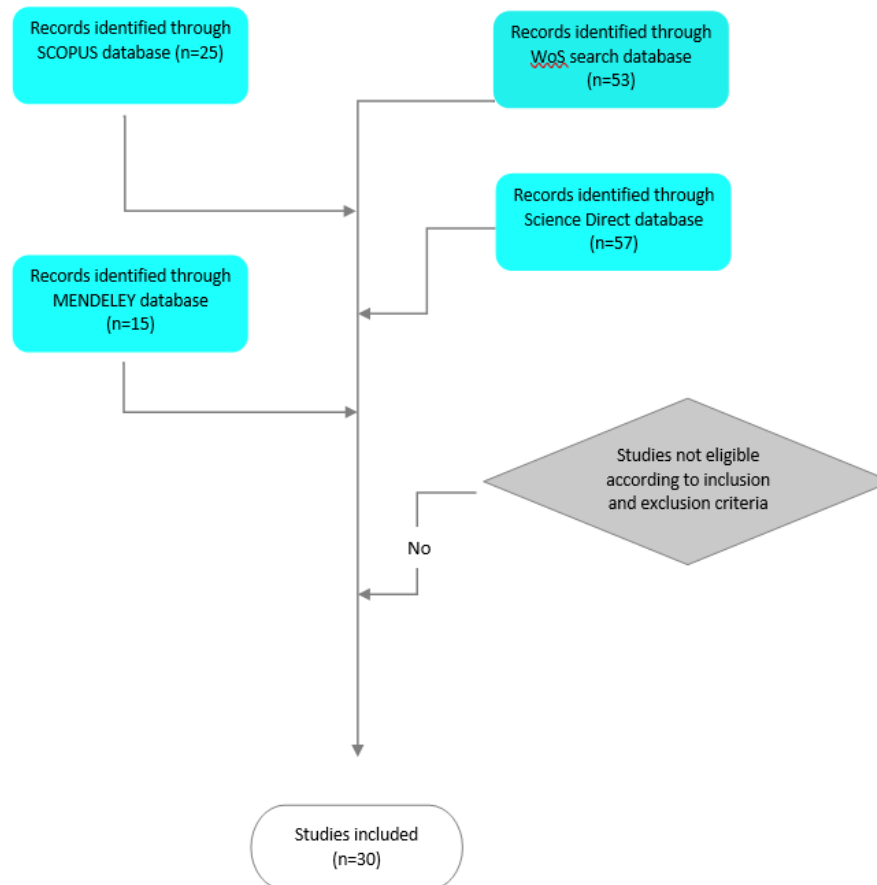 Records identified through
SCOPUS database (n=25)
Records identified through
WoS search database
(n=53)
Records identified through
Science Direct database
(n=57)
Records identified through
MENDELEY database
(n=15)
Studies not eligible
according to inclusion
and exclusion criteria
No
Studies included
(n=30)